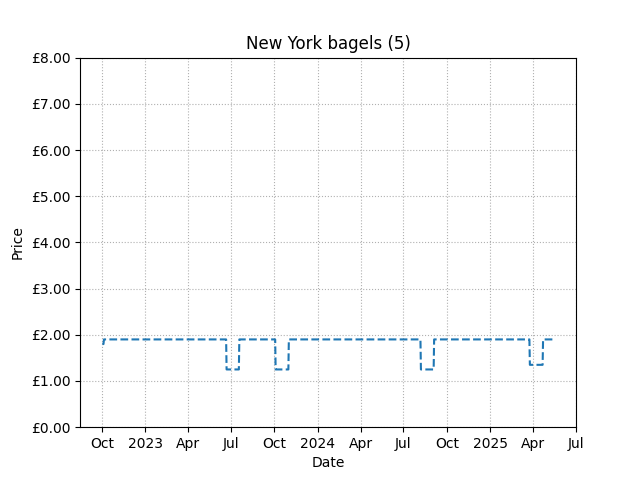 New York bagels (5)
£8.00
£7.00
£6.00
£5.00
£4.00
£3.00
£2.00
£1.00
£0.00
Price
Oct 2023 Apr Jul Oct 2024 Apr Jul Oct 2025 Apr Jul
Date